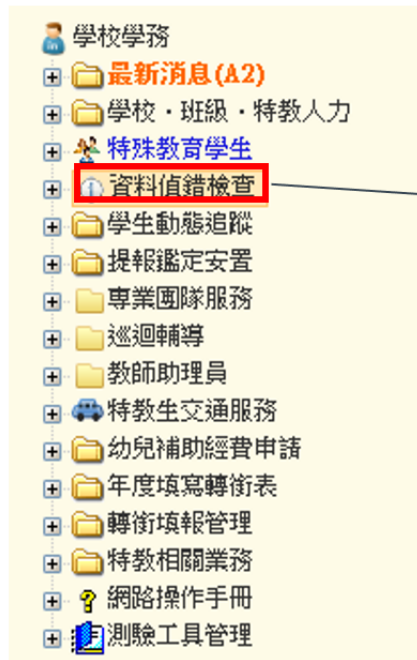 學校學務
最新消息(A2)
學校‧班級‧特教人力
特殊教育學生
資料偵錯檢查
學生動態追蹤
提報鑑定安置
專業團隊服務
巡迴輔導
教師助理員
特教生交通服務
幼兒補助經費申請
年度填寫轉銜表
轉銜填報管理
特教相關業務
網路操作手冊
測驗工具管理